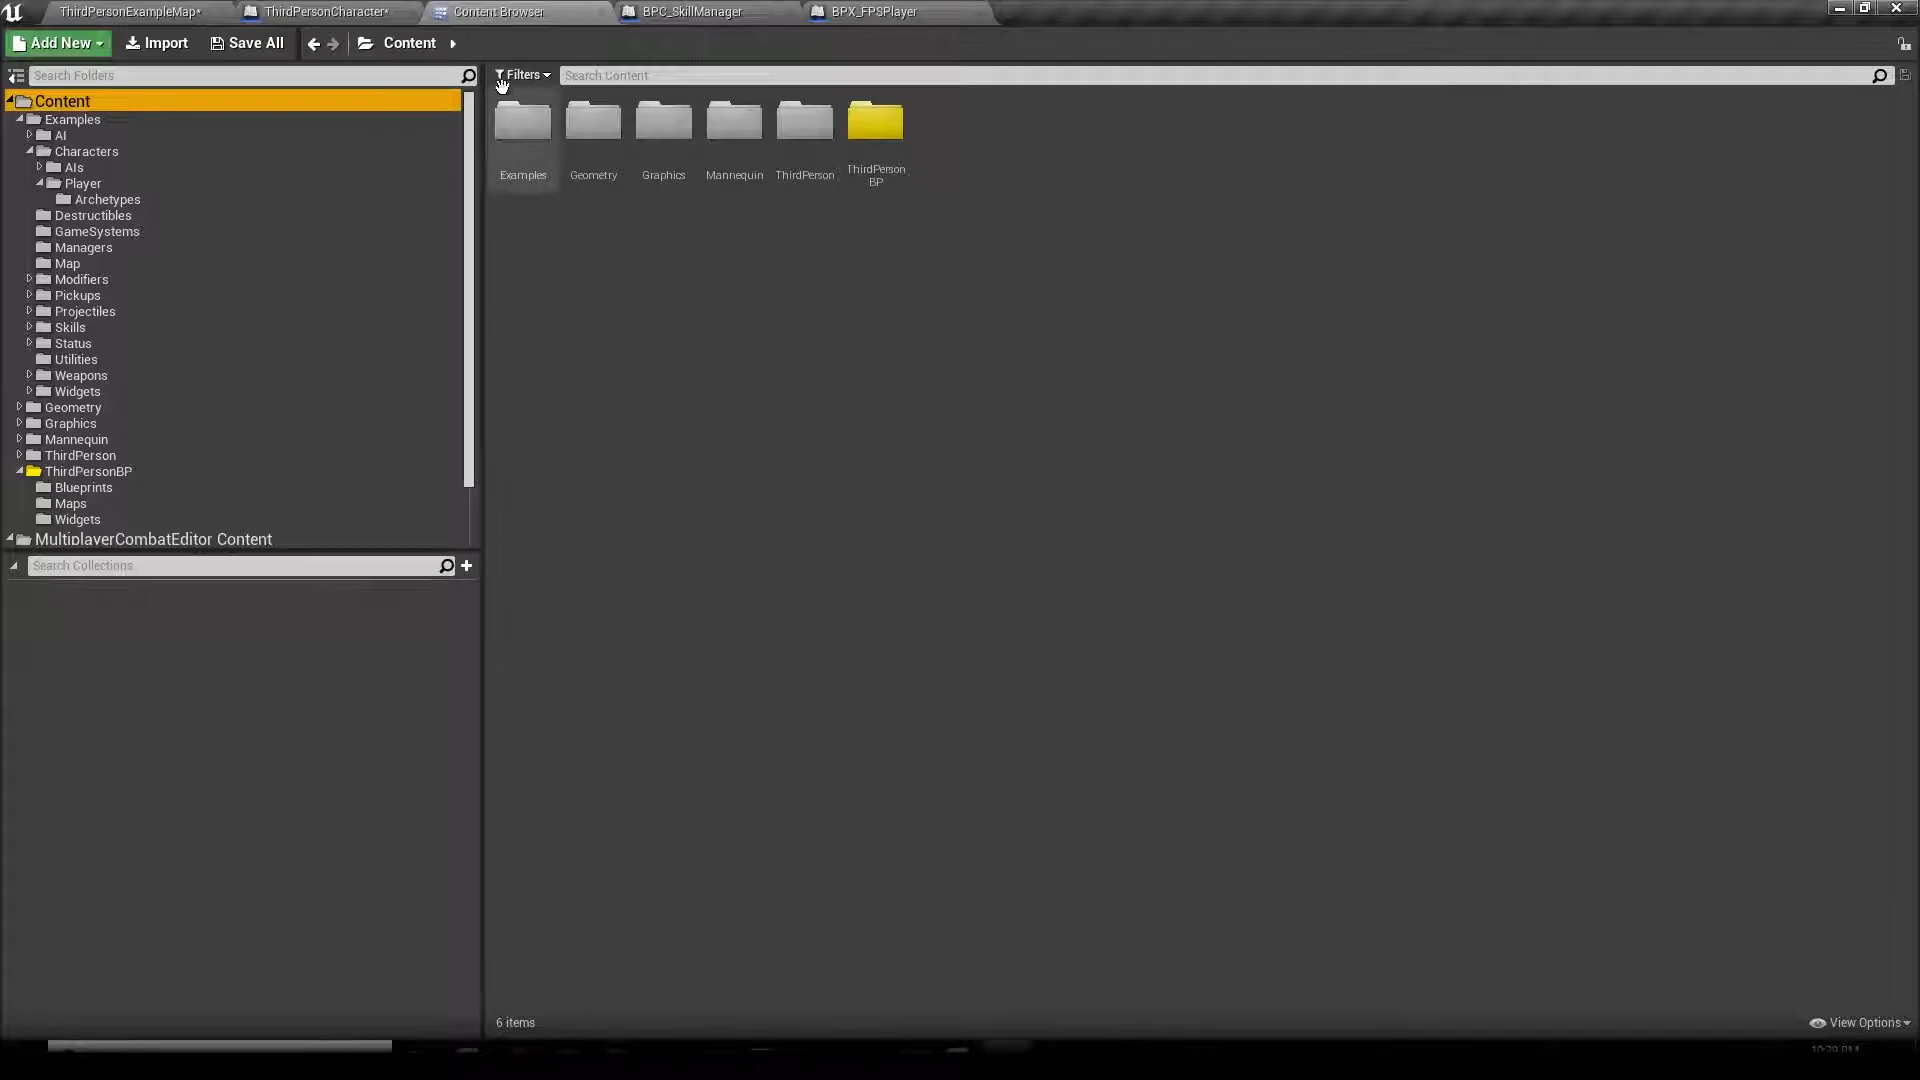 ThirdPersonExampleMap*
ThirdPersonCharacter*
Content Browser
BPC_SkillManager
BPX_FPSPlayer
Add New
Import
Save All
Content
Search Folders
Filters
Search Content
Content
Examples
AI
Characters
AIs
Player
Archetypes
Destructibles
GameSystems
Managers
Map
Modifiers
Pickups
Projectiles
Skills
Status
Utilities
Weapons
Widgets
Geometry
Graphics
Mannequin
ThirdPerson
ThirdPersonBP
Blueprints
Maps
Widgets
MultiplayerCombatEditor Content
Search Collections
Examples
Geometry
Graphics
Mannequin
ThirdPerson
ThirdPerson
BP
6 items
View Options
10:39 PM